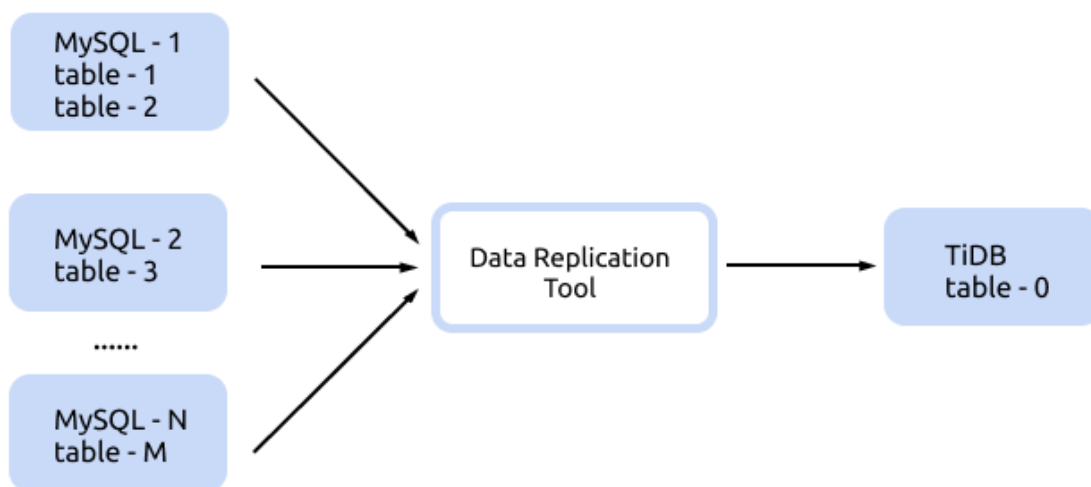 MySQL - 1
table - 1
table - 2
MySQL - 2
table - 3
......
MySQL - N
table - M
Data Replication
Tool
TiDB
table - 0